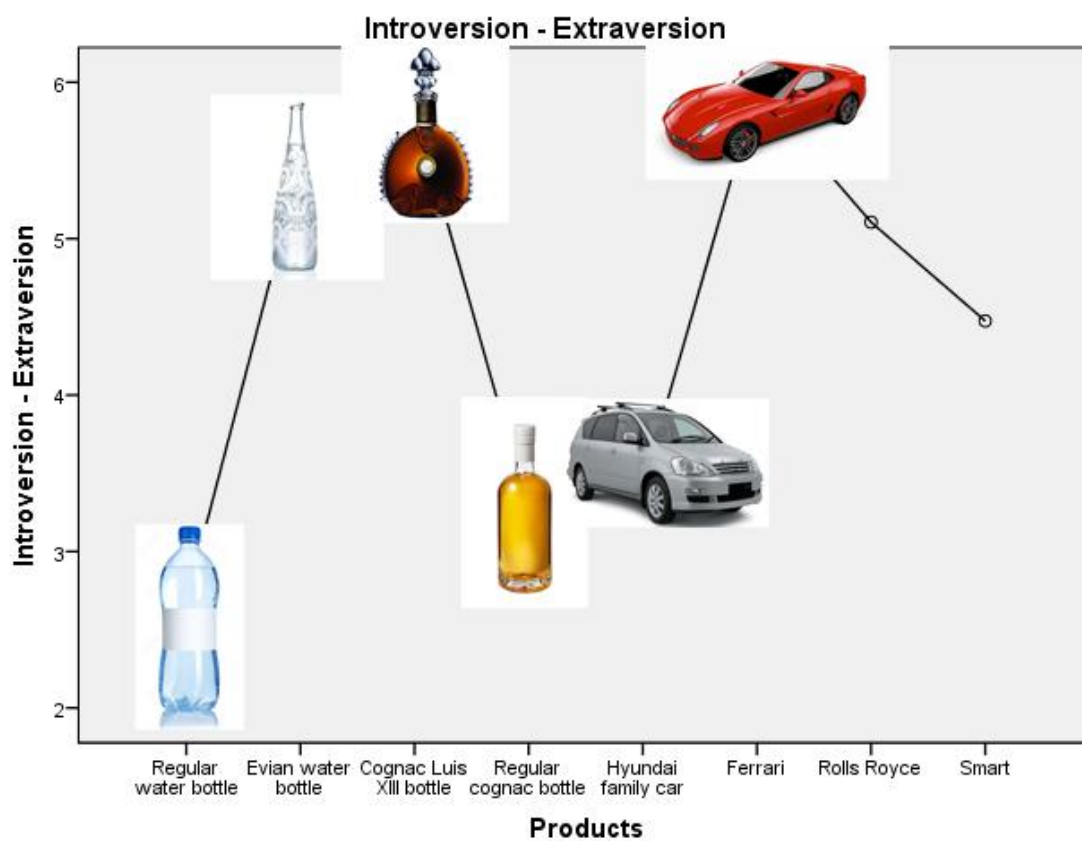 Introversion - Extraversion
Introversion - Extraversion
6
5
4
3
2
Regular
water bottle
Evian water
bottle
Cognac Luis
XIII bottle
Regular
cognac bottle
Hyundai
family car
Ferrari
Rolls Royce
Smart
Products